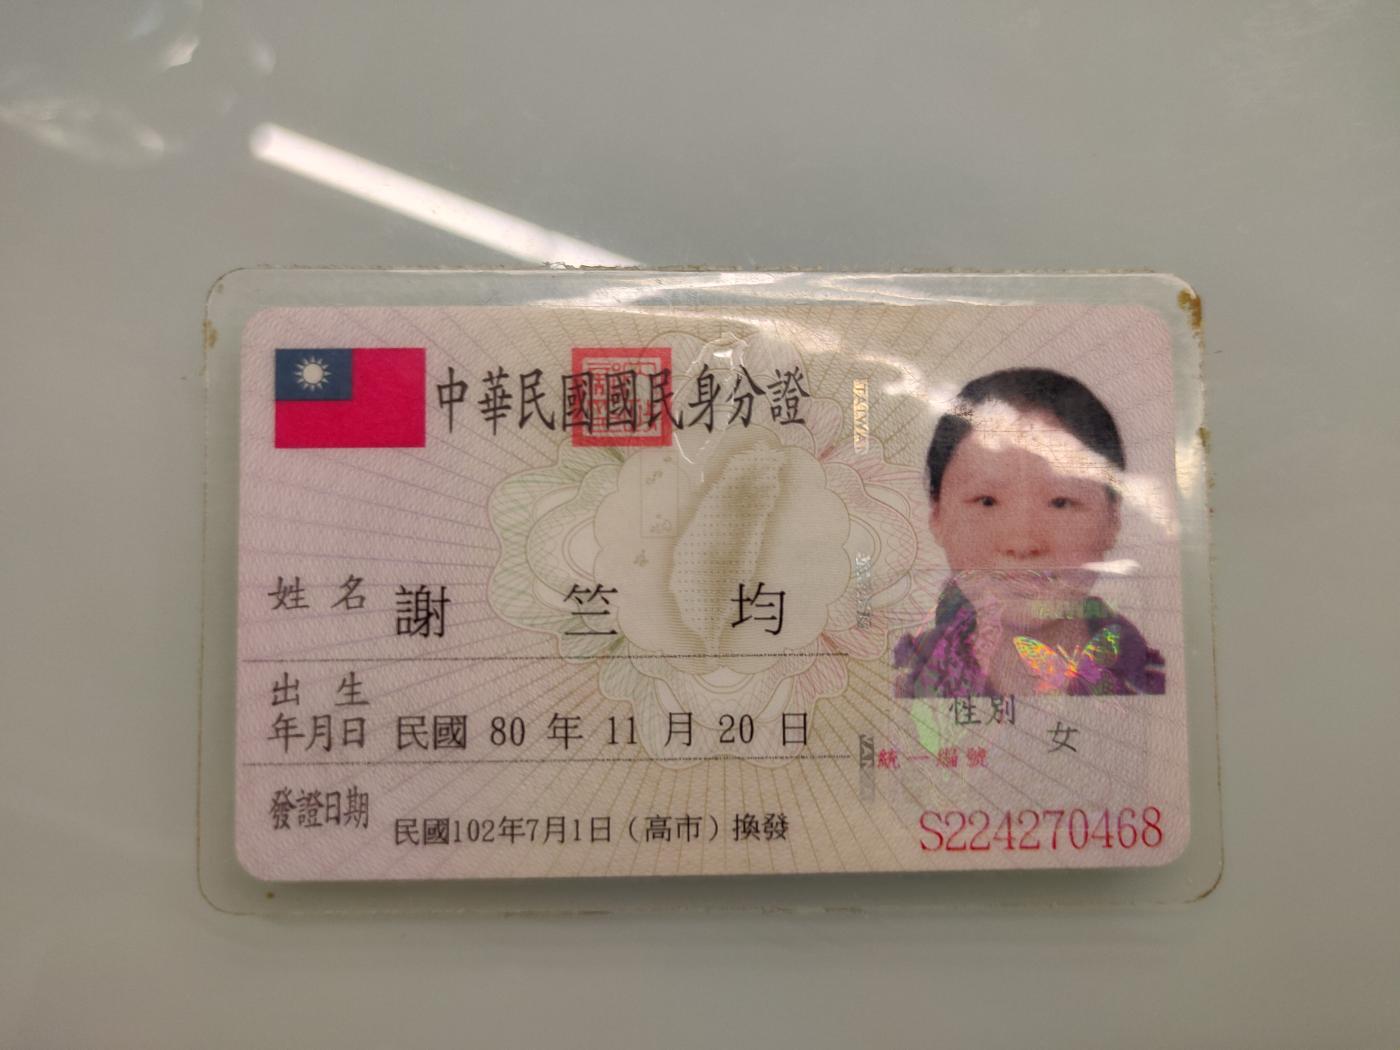 中華民國國民身分證
TAIWAN
姓名 謝 竺 均
出生
年月日 民國 80 年 11 月 20 日
性別 女
統一編號
發證日期 民國102年7月1日（高市）換發
S224270468